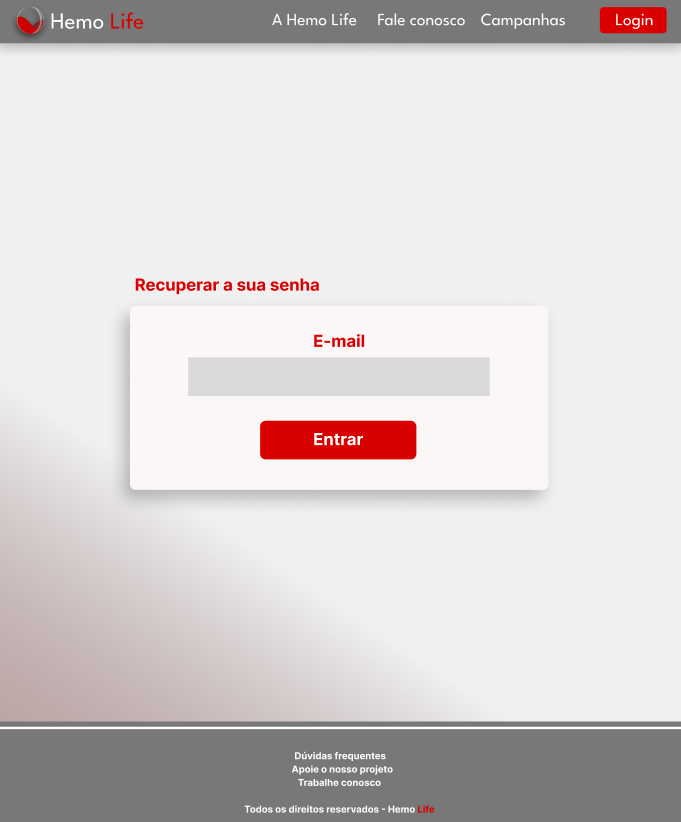 Hemo Life
A Hemo Life
Fale conosco
Campanhas
Login
Recuperar a sua senha
E-mail
Entrar
Dúvidas frequentes
Apoie o nosso projeto
Trabalhe conosco
Todos os direitos reservados - Hemo Life